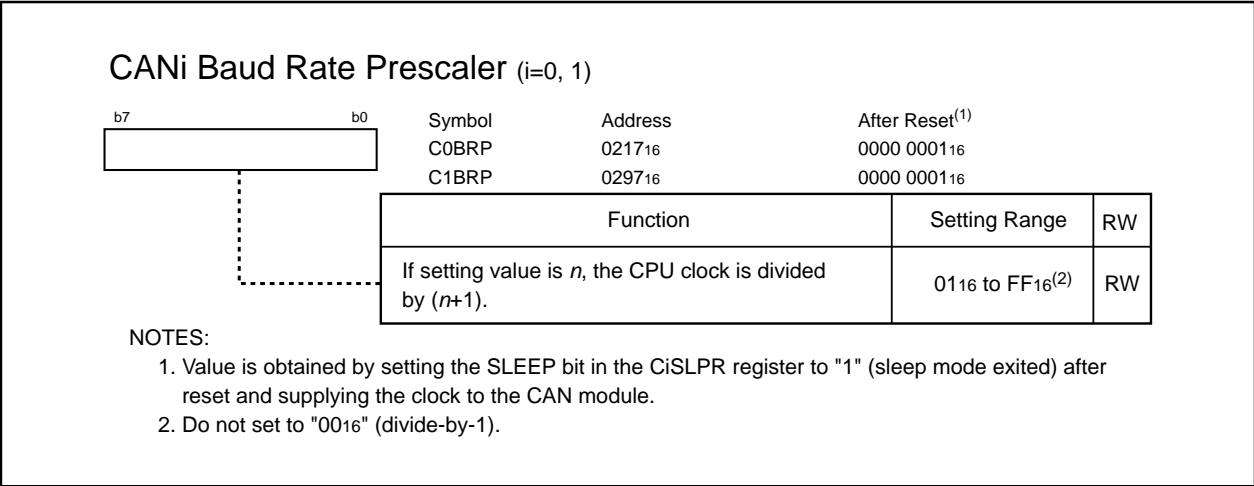 CANi Baud Rate Prescaler (i=0, 1)
b7 b0 Symbol Address After Reset(1)
C0BRP 021716 0000 000116
C1BRP 029716 0000 000116
Function Setting Range RW
If setting value is n, the CPU clock is divided
by (n+1).
0116 to FF16(2) RW
NOTES:
1. Value is obtained by setting the SLEEP bit in the CiSLPR register to "1" (sleep mode exited) after
reset and supplying the clock to the CAN module.
2. Do not set to "0016" (divide-by-1).